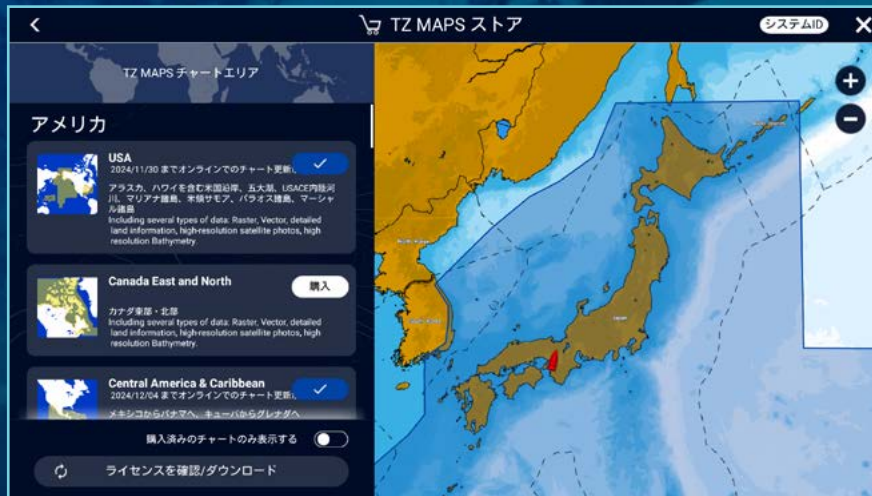 TZ MAPS ストア
システムID
TZ MAPS チャートエリア
アメリカ
USA
2024/11/30 までオンラインでのチャート更新
アラスカ、ハワイを含む米国沿岸、五大湖、USACE内陸河
川、マリアナ諸島、米領サモア、パラオス諸島、マーシャ
ル諸島
Including several types of data: Raster, Vector, detailed
land information, high-resolution satellite photos, high
resolution Bathymetry.
Canada East and North
購入
カナダ東部・北部
Including several types of data: Raster, Vector, detailed
land information, high-resolution satellite photos, high
resolution Bathymetry.
Central America & Caribbean
2024/12/04 までオンラインでのチャート更新
メキシコからパナマへ、キューバからグレナダへ
購入済みのチャートのみ表示する
ライセンスを確認/ダウンロード
North Korea
South Korea
Japan